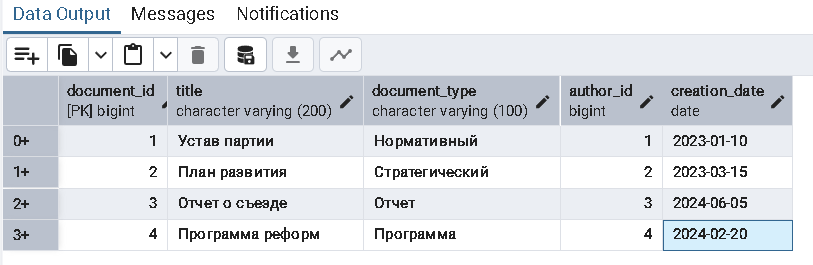 Data Output Messages Notifications
document_id title document_type author_id creation_date
[PK] bigint character varying (200) character varying (100) bigint date
0+ 1 Устав партии Нормативный 1 2023-01-10
1+ 2 План развития Стратегический 2 2023-03-15
2+ 3 Отчет о съезде Отчет 3 2024-06-05
3+ 4 Программа реформ Программа 4 2024-02-20